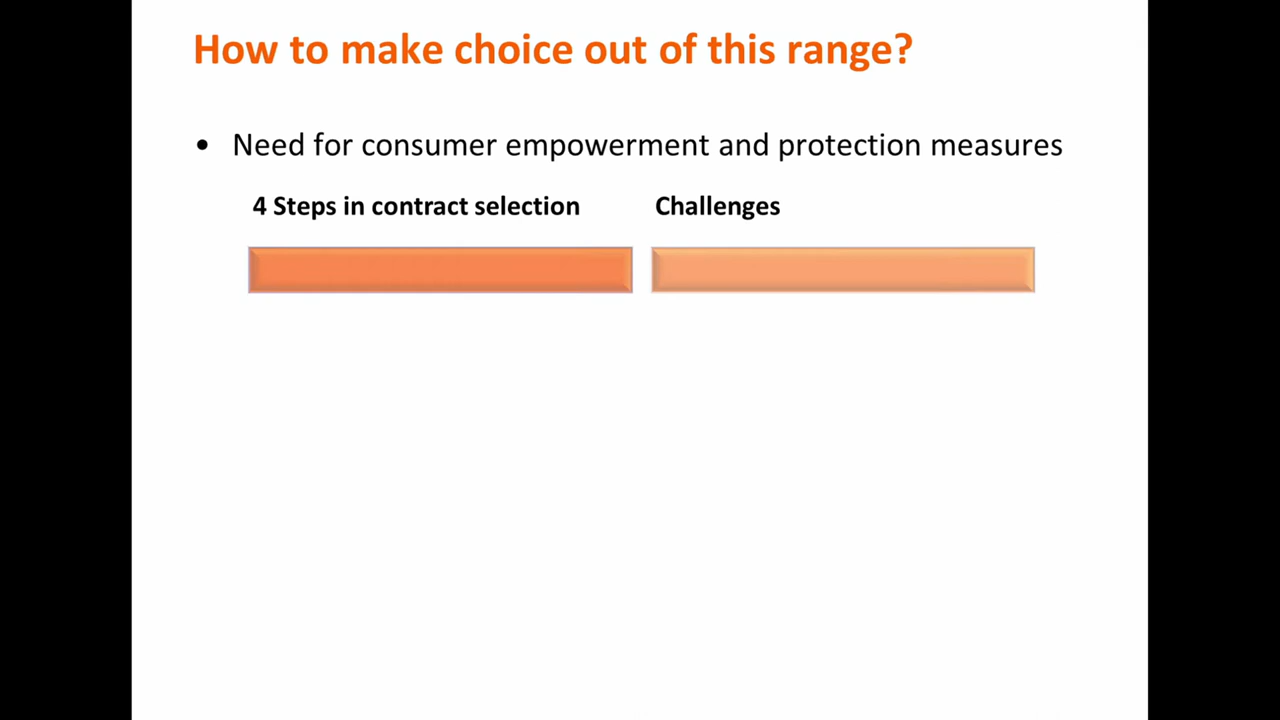 How to make choice out of this range?
• Need for consumer empowerment and protection measures
4 Steps in contract selection
Challenges